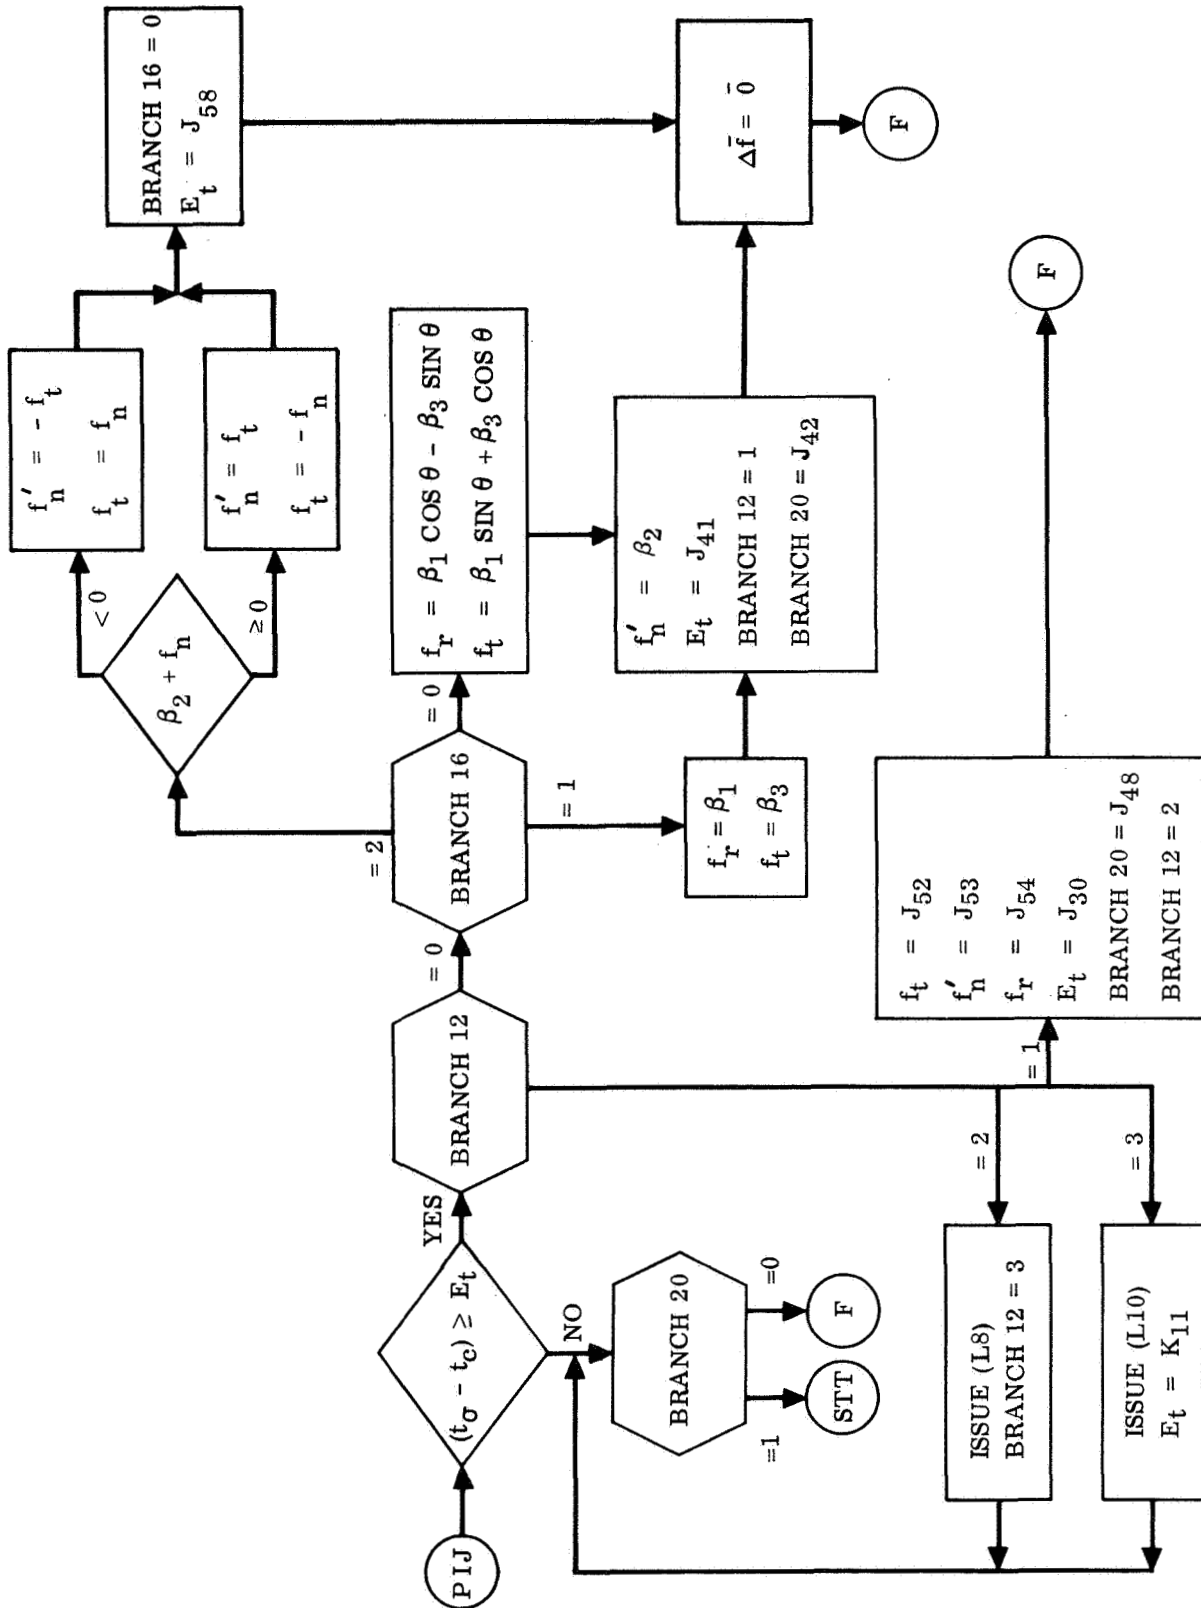 PIJ
(tσ - tc) ≥ Et
YES
NO
BRANCH 12
= 0
BRANCH 16
= 2
β2 + fn
< 0
fn' = - ft
ft = fn
≥ 0
fn' = ft
ft = - fn
BRANCH 16 = 0
Et = J58
= 0
fr = β1 COS θ - β3 SIN θ
ft = β1 SIN θ + β3 COS θ
= 1
fr = β1
ft = β3
fn' = β2
Et = J41
BRANCH 12 = 1
BRANCH 20 = J42
Δf̄ = 0̄
F
BRANCH 20
=1
STT
=0
F
= 1
ft = J52
fn' = J53
fr = J54
Et = J30
BRANCH 20 = J48
BRANCH 12 = 2
F
= 2
ISSUE (L8)
BRANCH 12 = 3
= 3
ISSUE (L10)
Et = K11